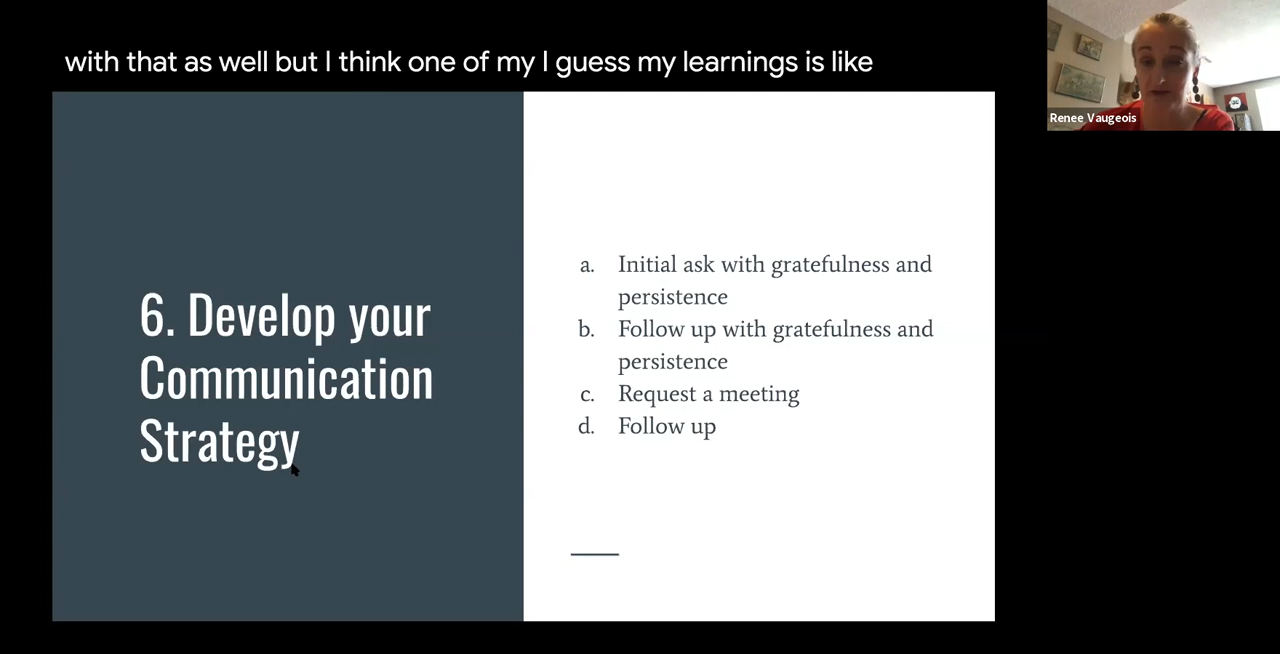 with that as well but I think one of my I guess my learnings is like
Renee Vaugeois
6. Develop your
Communication
Strategy
a. Initial ask with gratefulness and
persistence
b. Follow up with gratefulness and
persistence
c. Request a meeting
d. Follow up